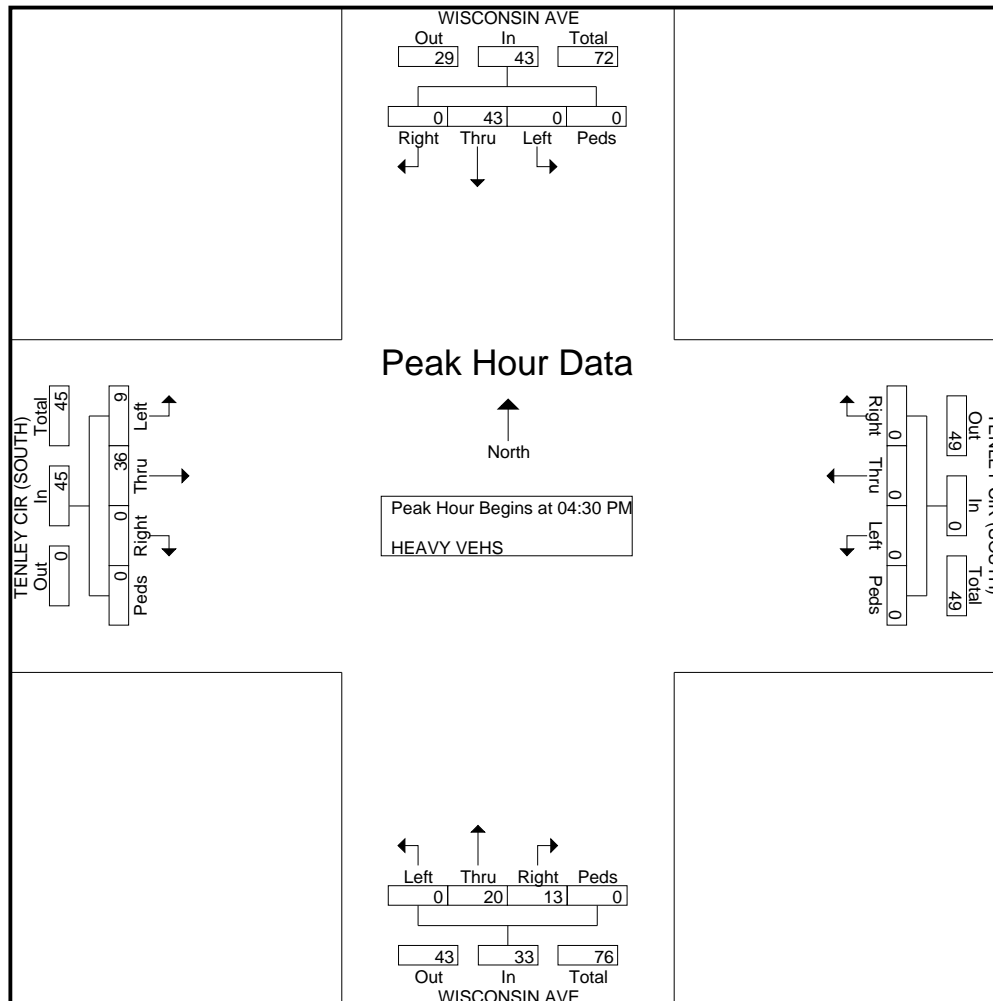 WISCONSIN AVE
Out In Total
29 43 72
0 43 0 0
Right Thru Left Peds
Peak Hour Data
North
Peak Hour Begins at 04:30 PM
HEAVY VEHS
TENLEY CIR (SOUTH)
Out In Total
0 45 45
9 36 0 0
Left Thru Right Peds
Right Thru Left Peds
0 0 0 0
49 0 49
Out In Total
CIR (SOUTH)
Left Thru Right Peds
0 20 13 0
43 33 76
Out In Total
WISCONSIN AVE